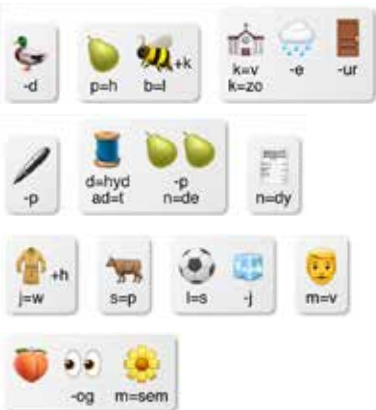 -d p=h b=l +k k=v -e -ur
k=zo
-p d=hyd -p n=dy
ad=t n=de
+h
j=w s=p l=s -j m=v
-og m=sem